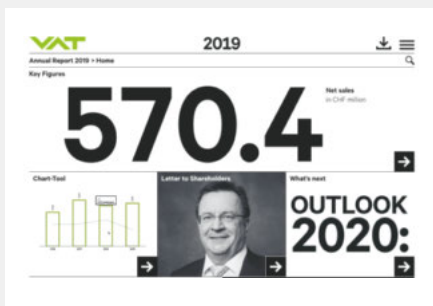 VAT
2019
Annual Report 2019 > Home
Key Figures
570.4
Net sales
in CHF million
Chart-Tool
Letter to Shareholders
What's next
OUTLOOK
2020: